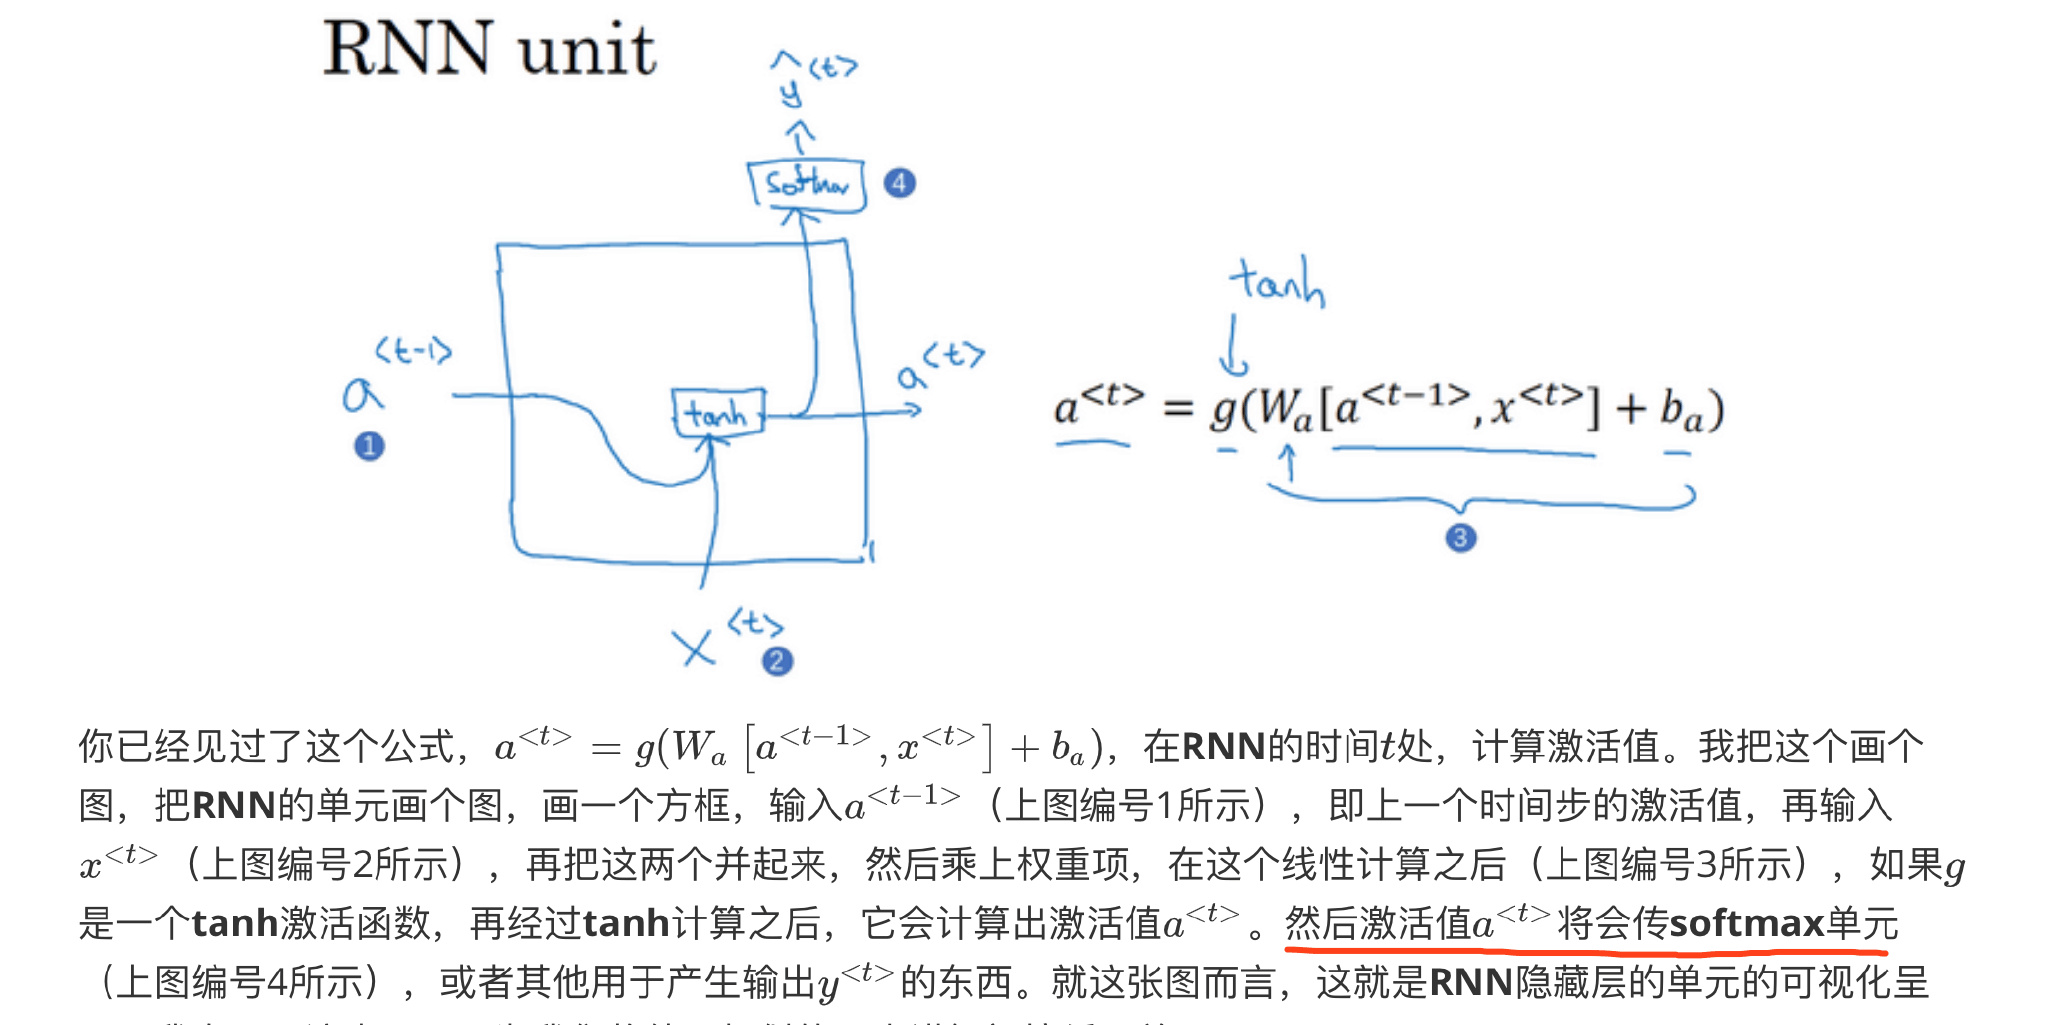 RNN unit
ŷ<t>
softmax
4
tanh
a<t-1>
a<t>
tanh
a<t> = g(Wa[a<t−1>, x<t>] + ba)
1
3
x<t>
2
你已经见过了这个公式，a<t> = g(Wa [a<t−1>, x<t>] + ba)，在RNN的时间t处，计算激活值。我把这个画个
图，把RNN的单元画个图，画一个方框，输入a<t−1>（上图编号1所示），即上一个时间步的激活值，再输入
x<t>（上图编号2所示），再把这两个并起来，然后乘上权重项，在这个线性计算之后（上图编号3所示），如果g
是一个tanh激活函数，再经过tanh计算之后，它会计算出激活值a<t>。然后激活值a<t>将会传softmax单元
（上图编号4所示），或者其他用于产生输出y<t>的东西。就这张图而言，这就是RNN隐藏层的单元的可视化呈